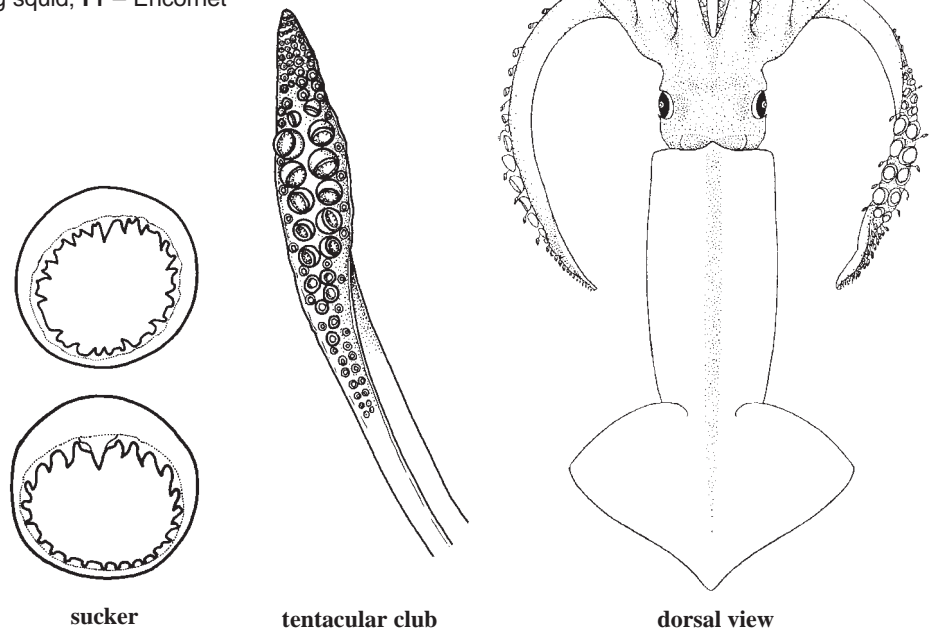 g squid; Fr – Encornet
sucker
tentacular club
dorsal view